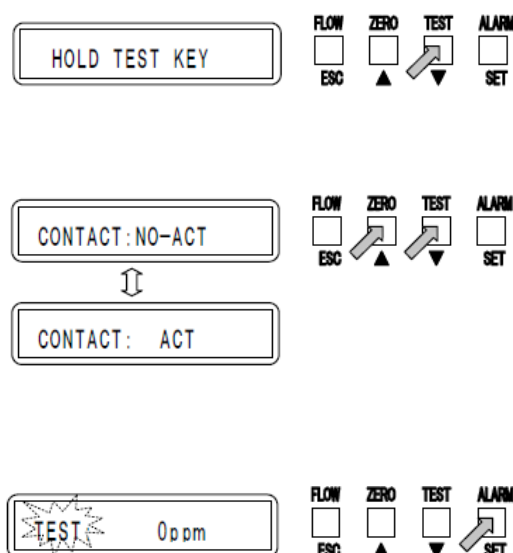 FLOW ZERO TEST ALARM
HOLD TEST KEY
ESC ▲ ▼ SET
FLOW ZERO TEST ALARM
CONTACT:NO-ACT
ESC ▲ ▼ SET
CONTACT: ACT
FLOW ZERO TEST ALARM
TEST 0ppm
ESC ▲ ▼ SET